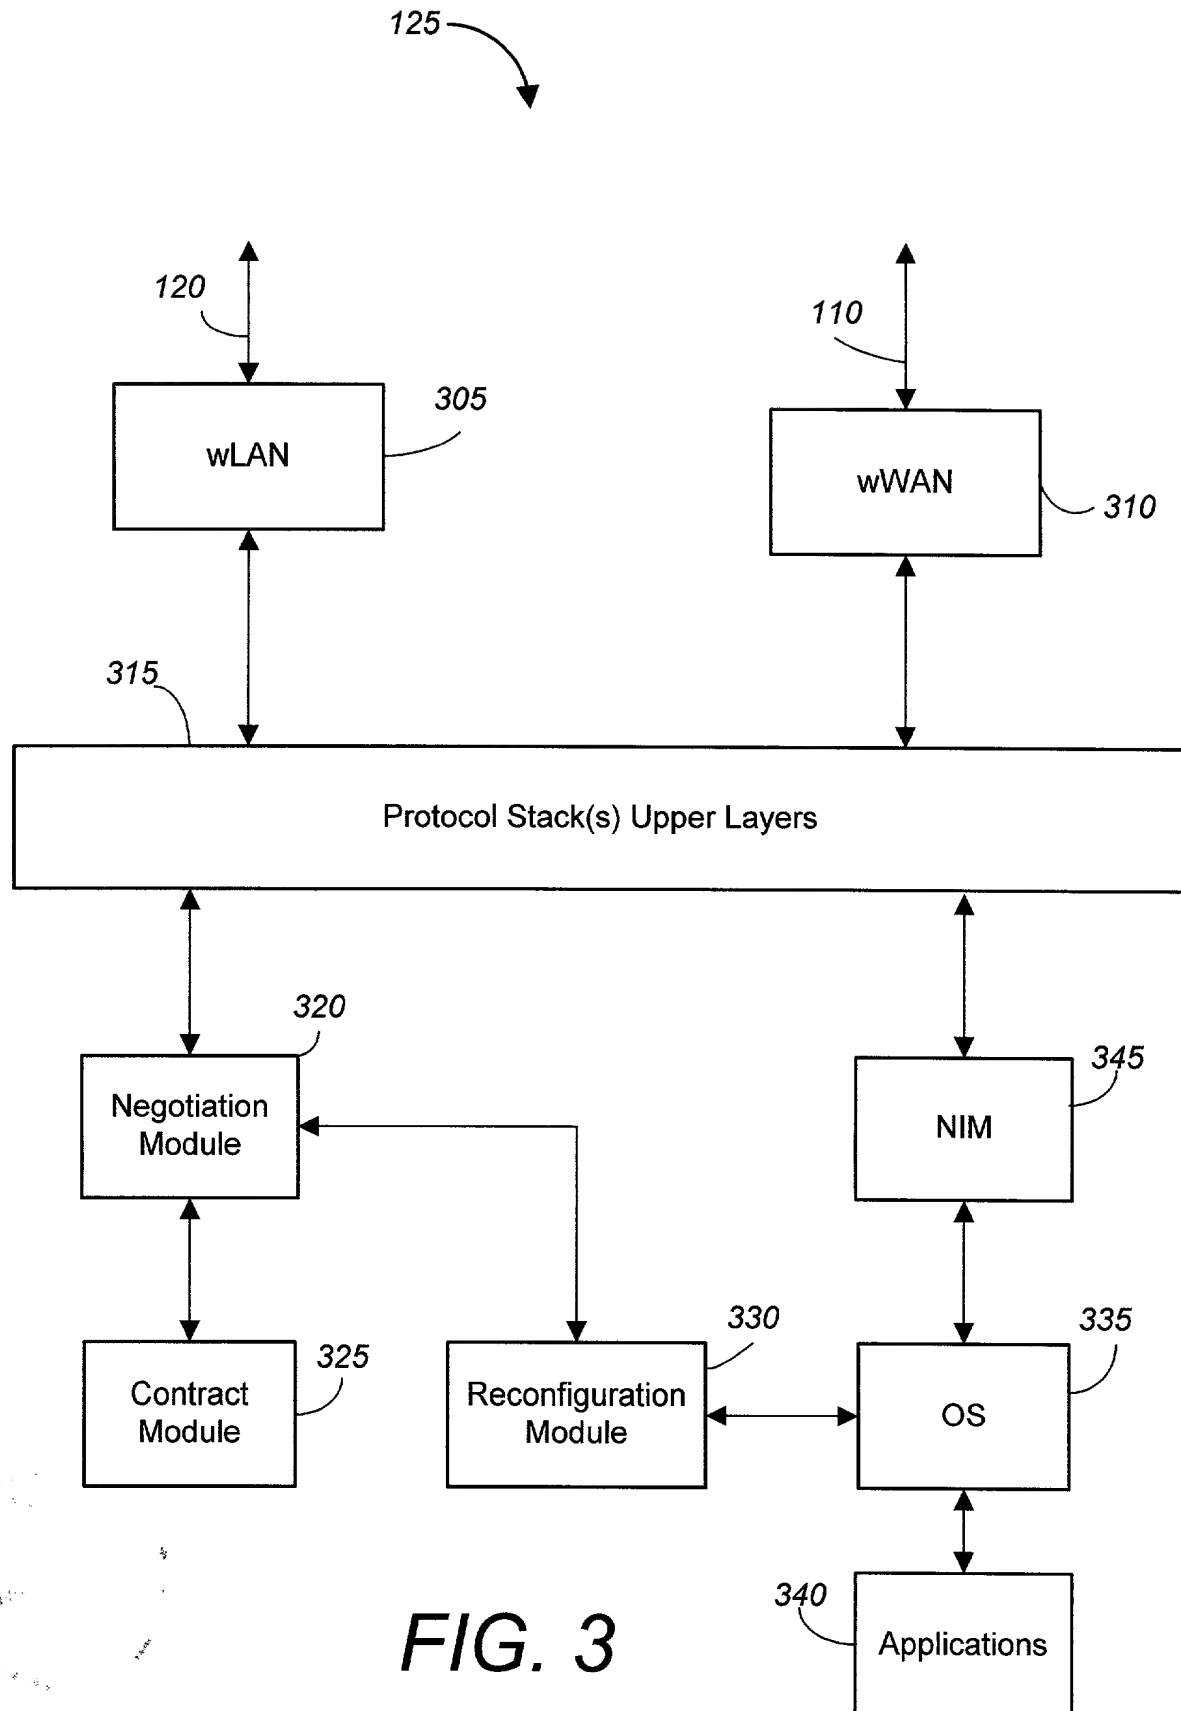 125
120
110
305
wLAN
wWAN
310
315
Protocol Stack(s) Upper Layers
320
345
Negotiation
Module
NIM
330
335
325
Contract
Module
Reconfiguration
Module
OS
340
Applications
FIG. 3